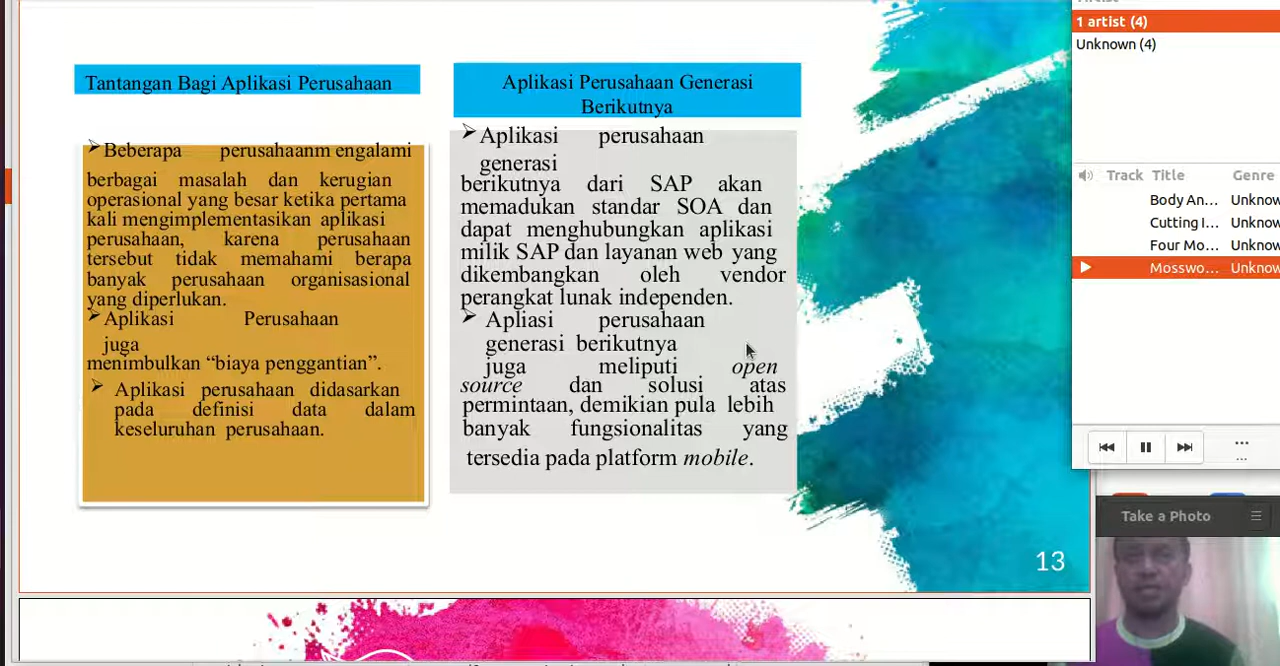 Tantangan Bagi Aplikasi Perusahaan
➢Beberapa perusahaanm engalami
berbagai masalah dan kerugian
operasional yang besar ketika pertama
kali mengimplementasikan aplikasi
perusahaan, karena perusahaan
tersebut tidak memahami berapa
banyak perusahaan organisasional
yang diperlukan.
➢Aplikasi Perusahaan
juga
menimbulkan “biaya penggantian”.
➢ Aplikasi perusahaan didasarkan
pada definisi data dalam
keseluruhan perusahaan.
Aplikasi Perusahaan Generasi
Berikutnya
➢Aplikasi perusahaan
generasi
berikutnya dari SAP akan
memadukan standar SOA dan
dapat menghubungkan aplikasi
milik SAP dan layanan web yang
dikembangkan oleh vendor
perangkat lunak independen.
➢ Apliasi perusahaan
generasi berikutnya
juga meliputi open
source dan solusi atas
permintaan, demikian pula lebih
banyak fungsionalitas yang
tersedia pada platform mobile.
13
1 artist (4)
Unknown (4)
Track Title Genre
Body An... Unknow
Cutting I... Unknow
Four Mo... Unknow
Mosswo... Unknow
Take a Photo